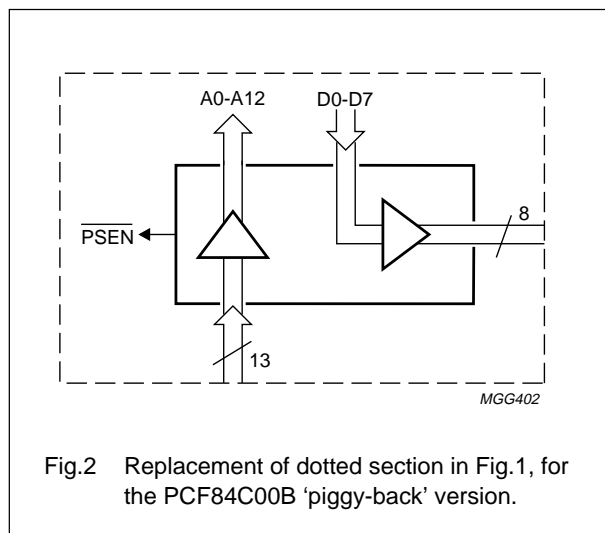 A0-A12 D0-D7
PSEN
8
13
MGG402
Fig.2 Replacement of dotted section in Fig.1, for
the PCF84C00B ‘piggy-back’ version.